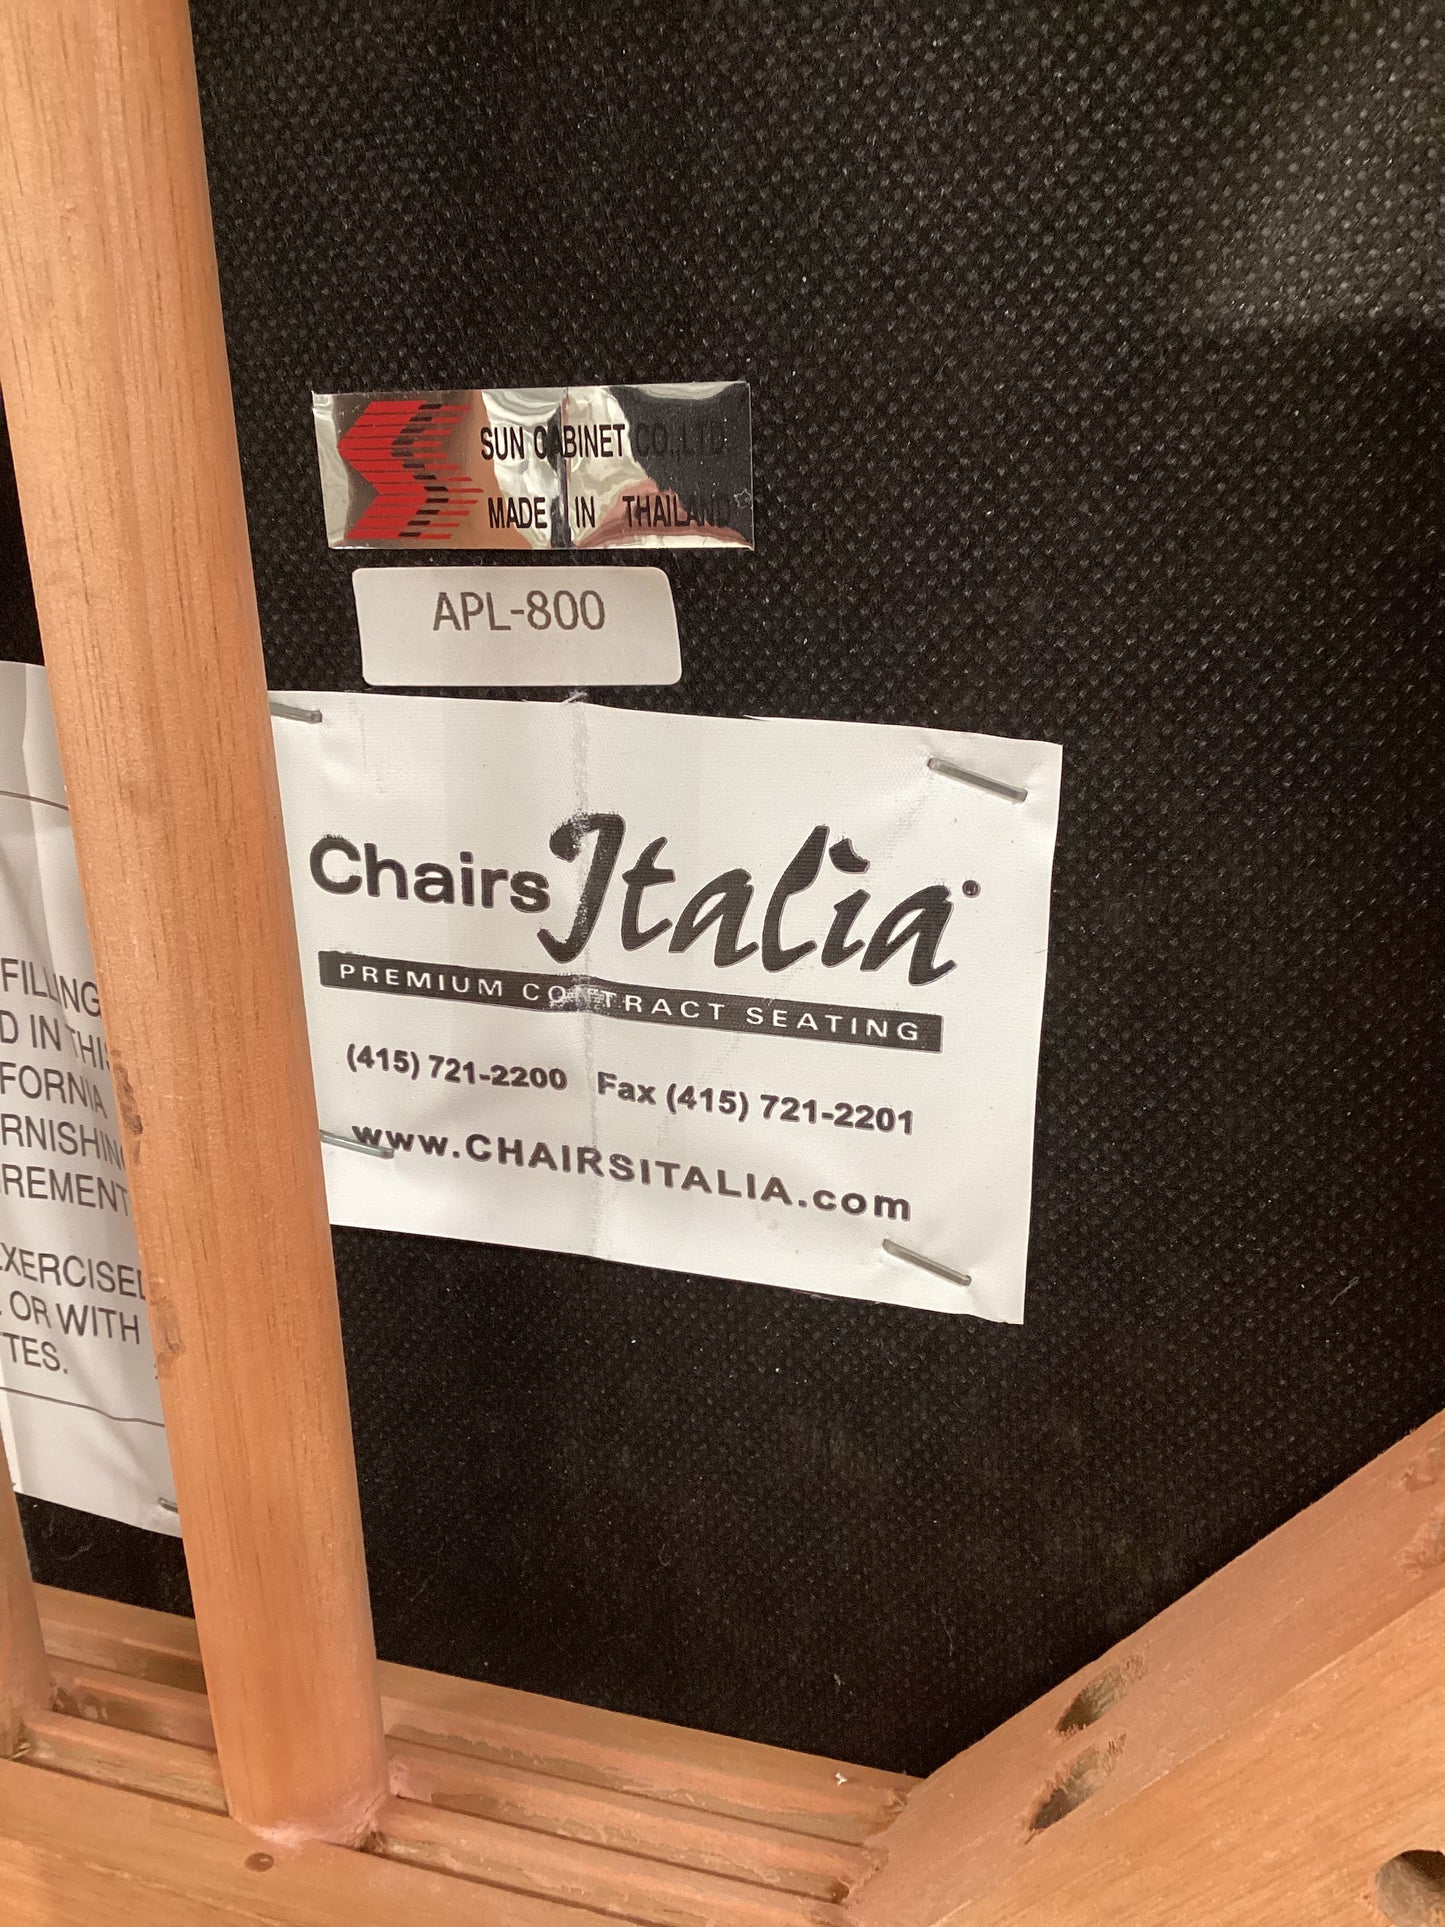 SUN CABINET CO.,LTD
MADE IN THAILAND
APL-800
Chairs Italia®
PREMIUM CONTRACT SEATING
(415) 721-2200 Fax (415) 721-2201
www.CHAIRSITALIA.com
FILLING
D IN THIS
FORNIA
RNISHING
REMENT
XERCISED
OR WITH
TES.